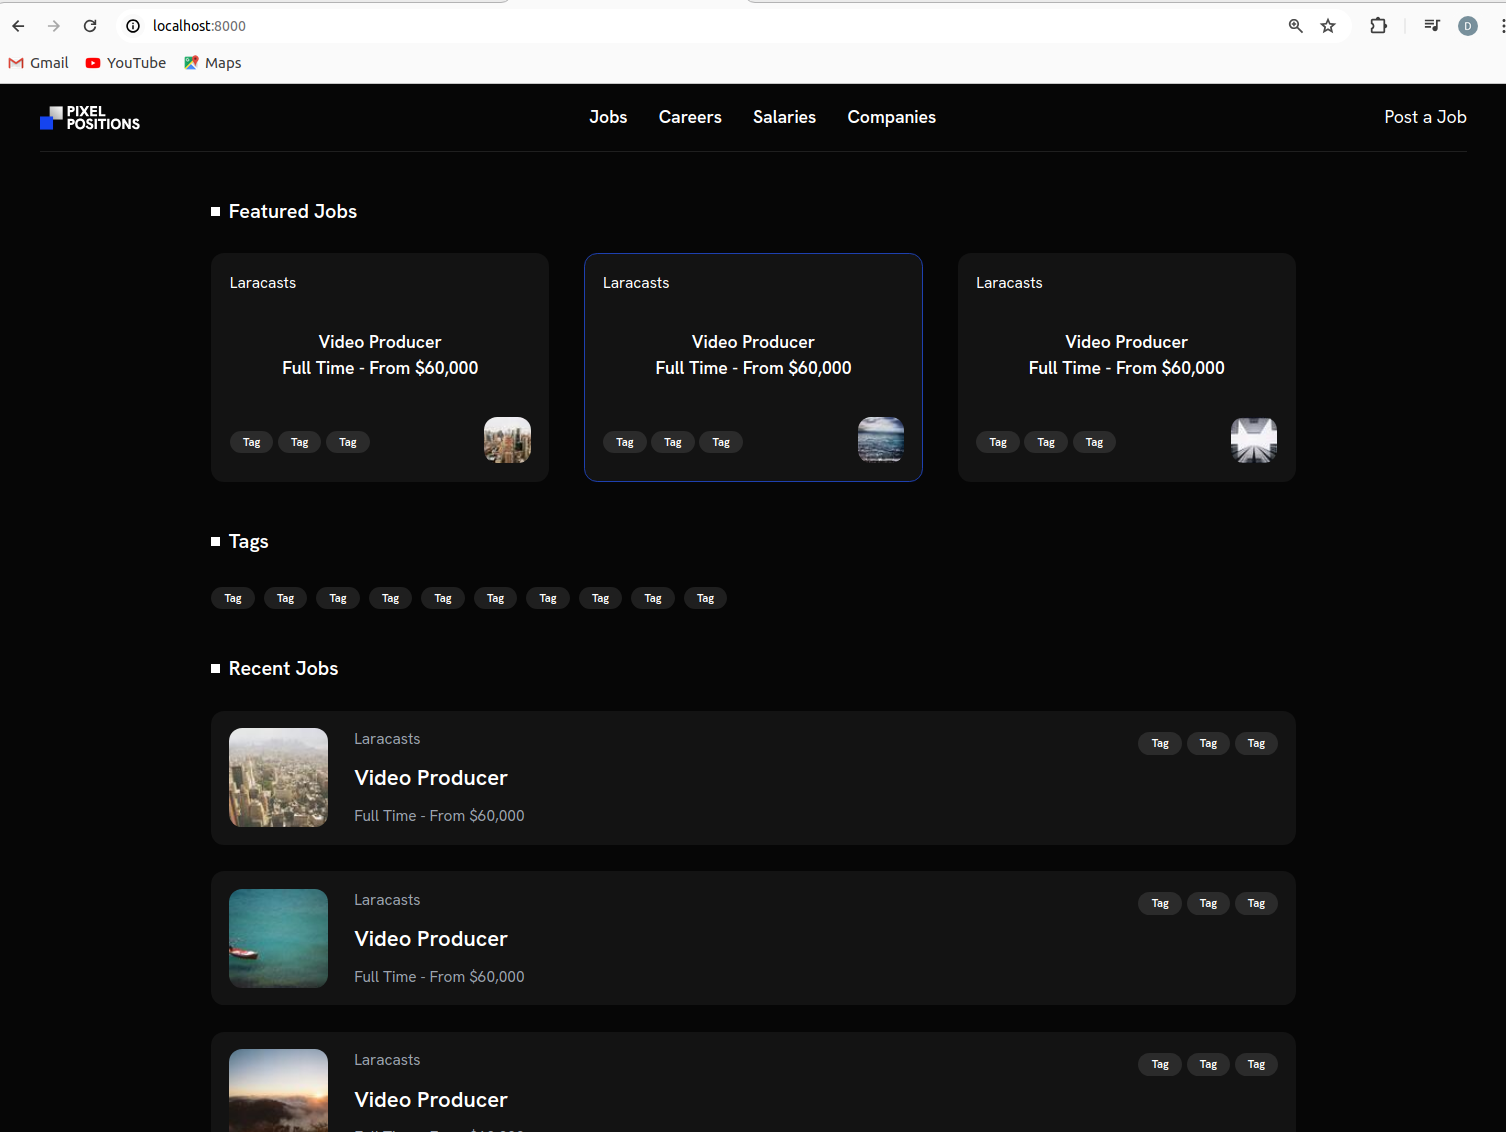 localhost:8000
D
Gmail YouTube Maps
PIXEL
POSITIONS
Jobs Careers Salaries Companies Post a Job
Featured Jobs
Laracasts
Video Producer
Full Time - From $60,000
Tag Tag Tag
Laracasts
Video Producer
Full Time - From $60,000
Tag Tag Tag
Laracasts
Video Producer
Full Time - From $60,000
Tag Tag Tag
Tags
Tag Tag Tag Tag Tag Tag Tag Tag Tag Tag
Recent Jobs
Laracasts
Video Producer
Full Time - From $60,000
Tag Tag Tag
Laracasts
Video Producer
Full Time - From $60,000
Tag Tag Tag
Laracasts
Video Producer
Tag Tag Tag